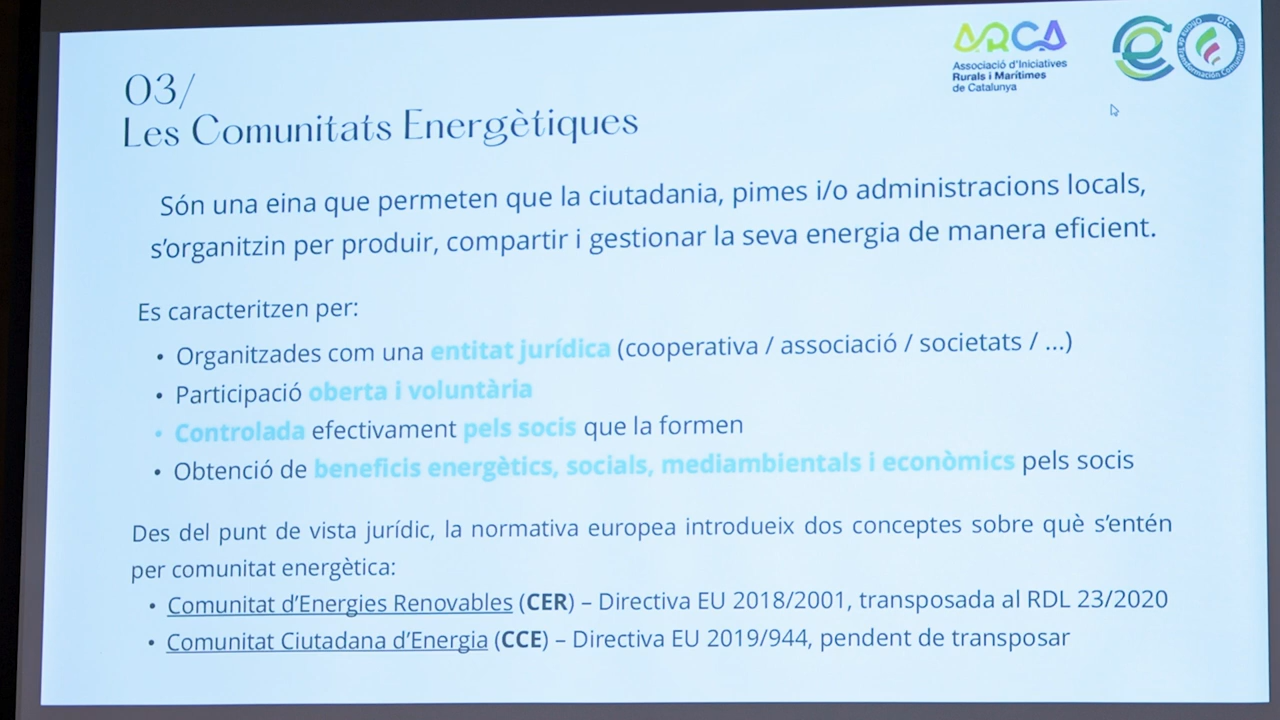 ARCA
Associació d'Iniciatives
Rurals i Marítimes
de Catalunya
OTC
Oficina de Transformación Comunitaria
03/
Les Comunitats Energètiques
Són una eina que permeten que la ciutadania, pimes i/o administracions locals,
s'organitzin per produir, compartir i gestionar la seva energia de manera eficient.
Es caracteritzen per:
• Organitzades com una entitat jurídica (cooperativa / associació / societats / ...)
• Participació oberta i voluntària
• Controlada efectivament pels socis que la formen
• Obtenció de beneficis energètics, socials, mediambientals i econòmics pels socis
Des del punt de vista jurídic, la normativa europea introdueix dos conceptes sobre què s'entén
per comunitat energètica:
• Comunitat d'Energies Renovables (CER) – Directiva EU 2018/2001, transposada al RDL 23/2020
• Comunitat Ciutadana d'Energia (CCE) – Directiva EU 2019/944, pendent de transposar